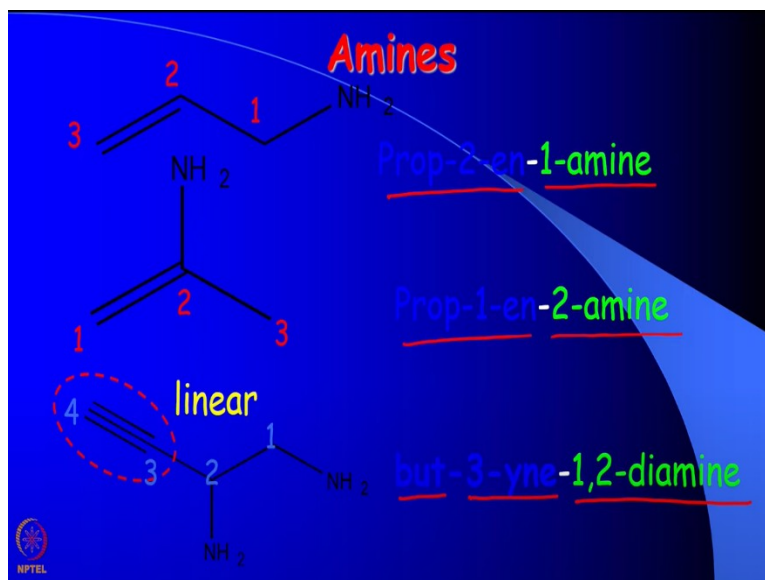 Amines
2
NH 2
1
3
Prop-2-en-1-amine
NH 2
2
1
3
Prop-1-en-2-amine
linear
4
3
2
1
NH 2
NH 2
but-3-yne-1,2-diamine
NPTEL